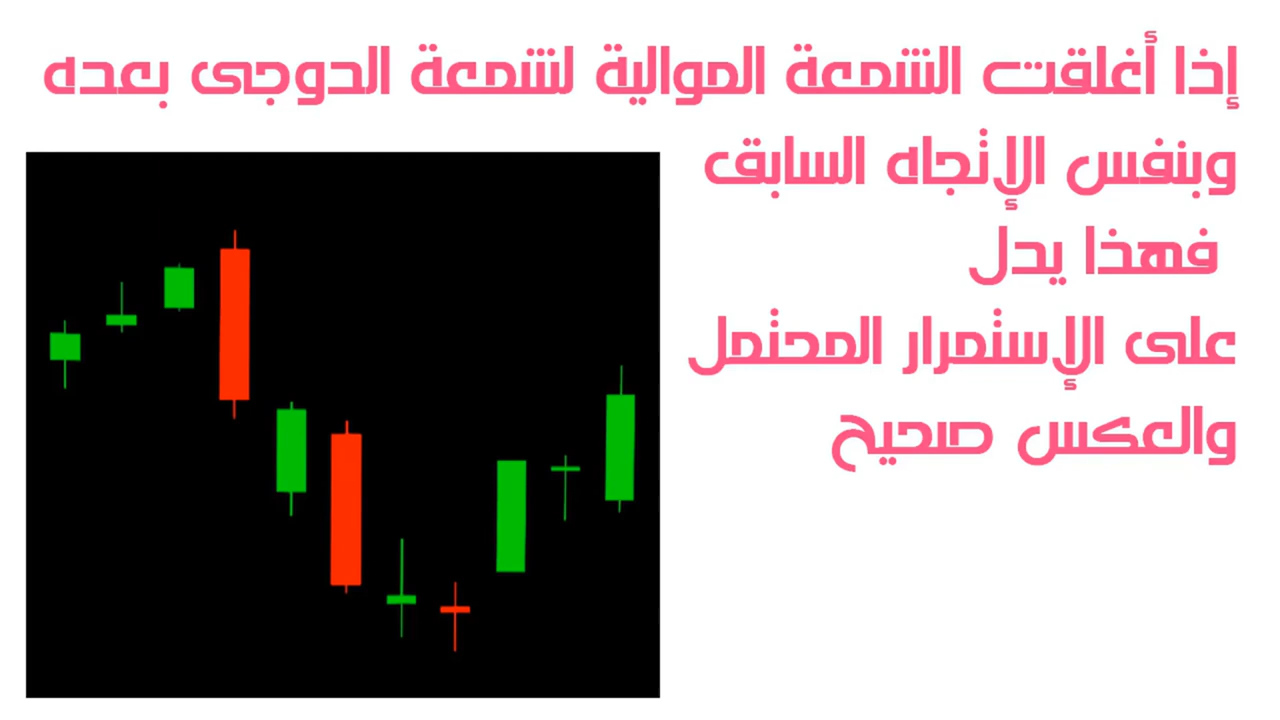 إذا أغلقت الشمعة الموالية لشمعة الدوجى بعده
وبنفس الإتجاه السابق
فهذا يدل
على الإستمرار المحتمل
والعكس صحيح